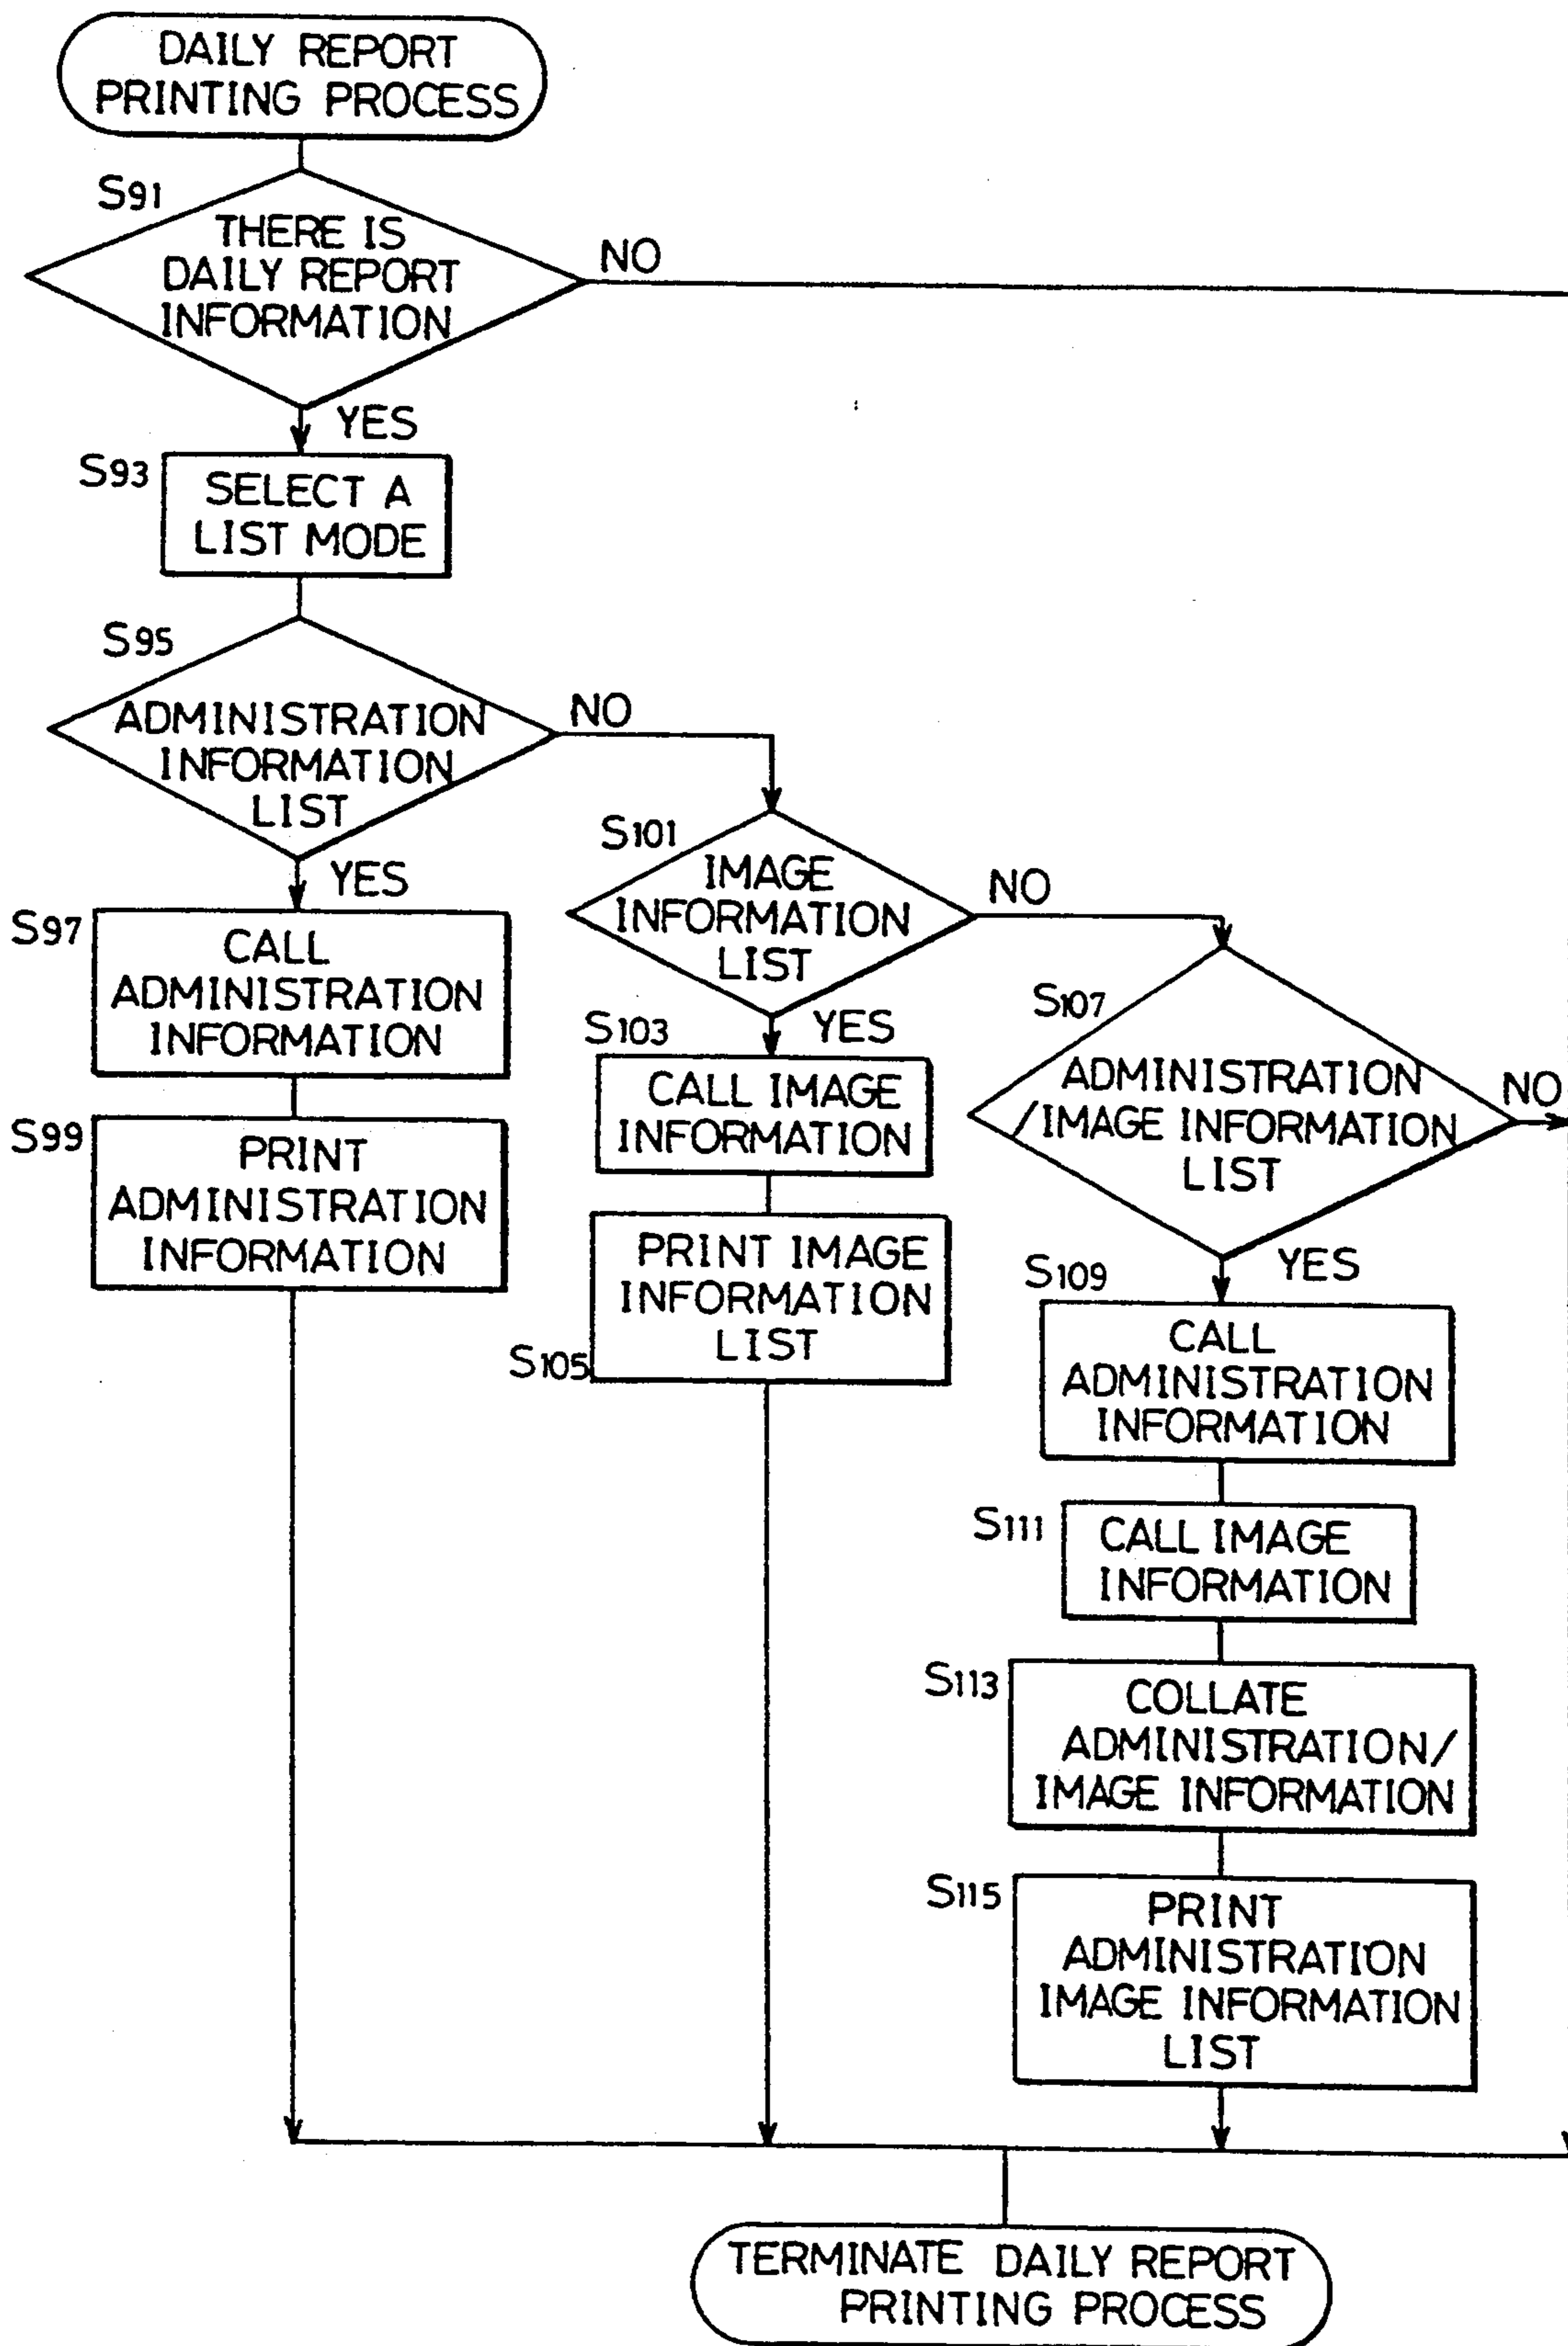 DAILY REPORT
PRINTING PROCESS
S91
THERE IS
DAILY REPORT
INFORMATION
NO
YES
S93
SELECT A
LIST MODE
S95
ADMINISTRATION
INFORMATION
LIST
NO
YES
S97
CALL
ADMINISTRATION
INFORMATION
S99
PRINT
ADMINISTRATION
INFORMATION
S101
IMAGE
INFORMATION
LIST
NO
YES
S103
CALL IMAGE
INFORMATION
PRINT IMAGE
INFORMATION
LIST
S105
S107
ADMINISTRATION
/IMAGE INFORMATION
LIST
NO
YES
S109
CALL
ADMINISTRATION
INFORMATION
S111
CALL IMAGE
INFORMATION
S113
COLLATE
ADMINISTRATION/
IMAGE INFORMATION
S115
PRINT
ADMINISTRATION
IMAGE INFORMATION
LIST
TERMINATE DAILY REPORT
PRINTING PROCESS